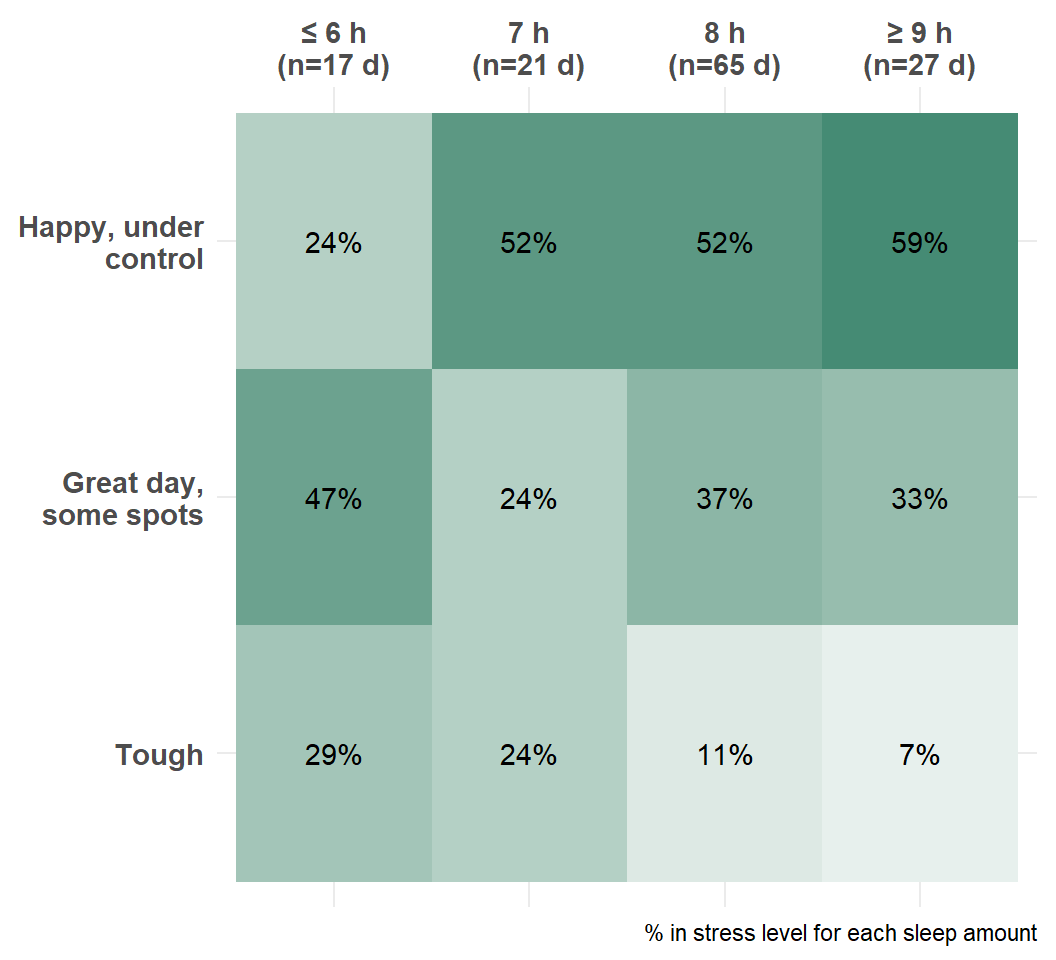 ≤ 6 h 7 h 8 h ≥ 9 h
(n=17 d) (n=21 d) (n=65 d) (n=27 d)
Happy, under
control
24% 52% 52% 59%
Great day,
some spots
47% 24% 37% 33%
Tough
29% 24% 11% 7%
% in stress level for each sleep amount